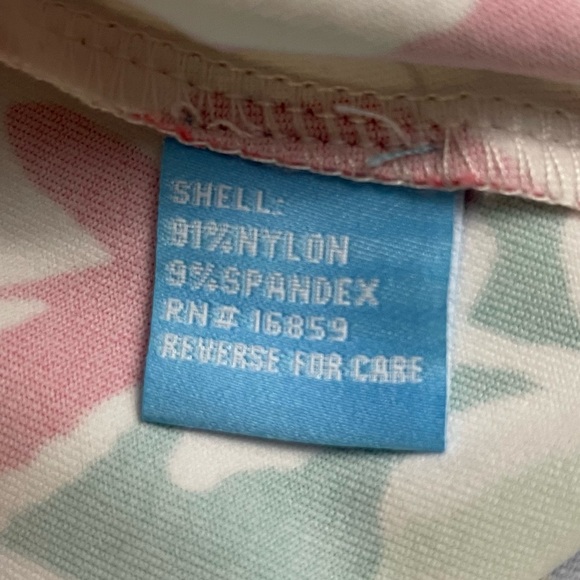 SHELL:
91%NYLON
9%SPANDEX
RN# 16859
REVERSE FOR CARE